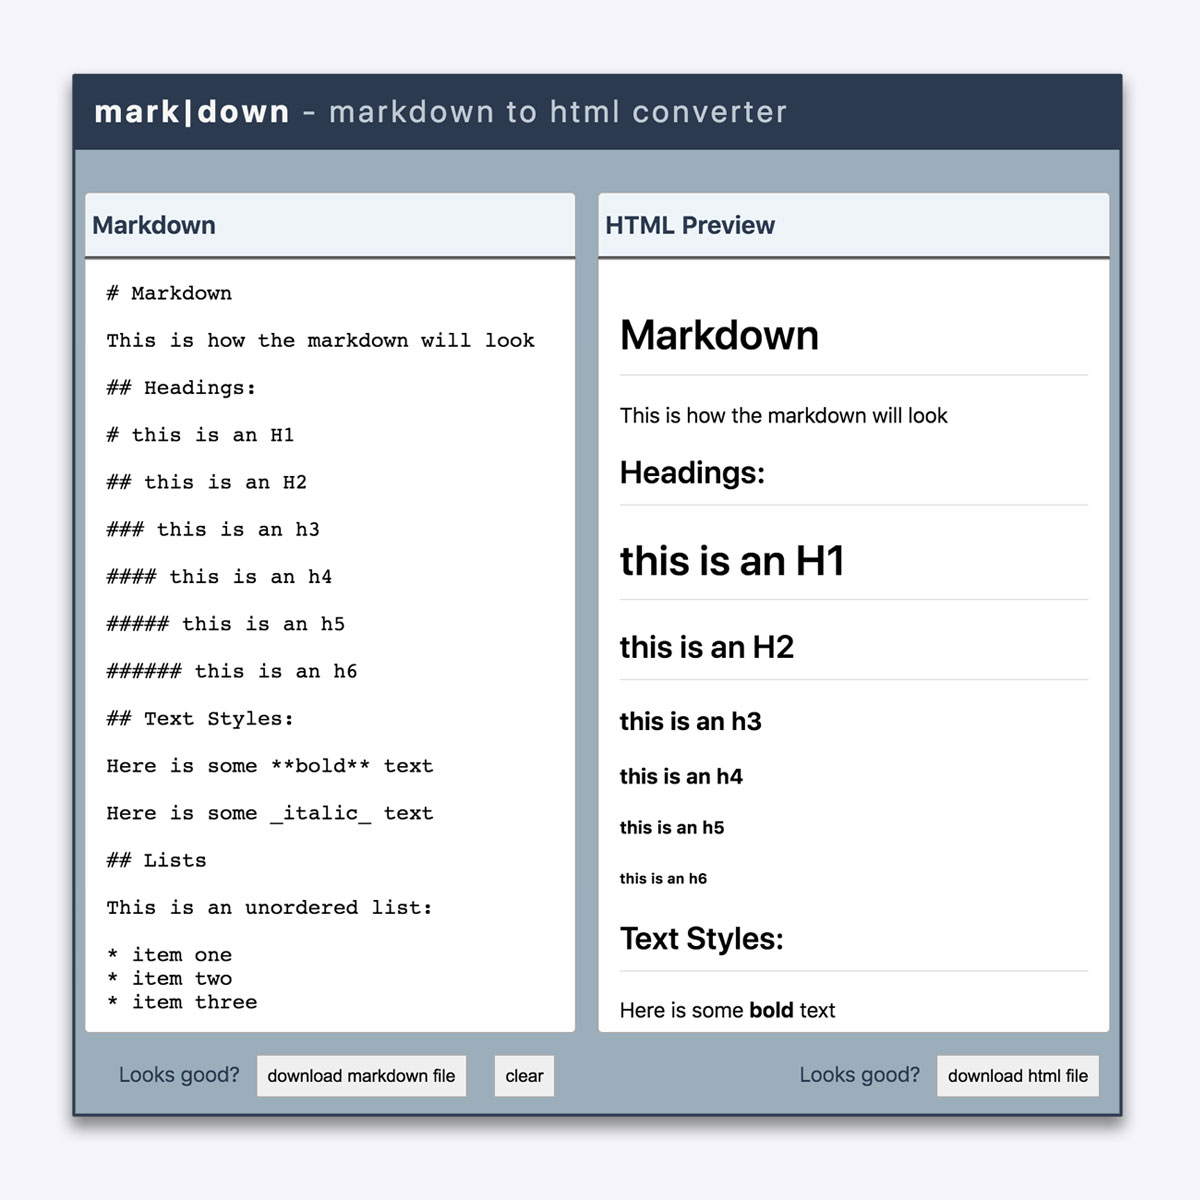 mark|down - markdown to html converter
Markdown
# Markdown
This is how the markdown will look
## Headings:
# this is an H1
## this is an H2
### this is an h3
#### this is an h4
##### this is an h5
###### this is an h6
## Text Styles:
Here is some **bold** text
Here is some _italic_ text
## Lists
This is an unordered list:
* item one
* item two
* item three
Looks good?
download markdown file
clear
HTML Preview
Markdown
This is how the markdown will look
Headings:
this is an H1
this is an H2
this is an h3
this is an h4
this is an h5
this is an h6
Text Styles:
Here is some bold text
Looks good?
download html file